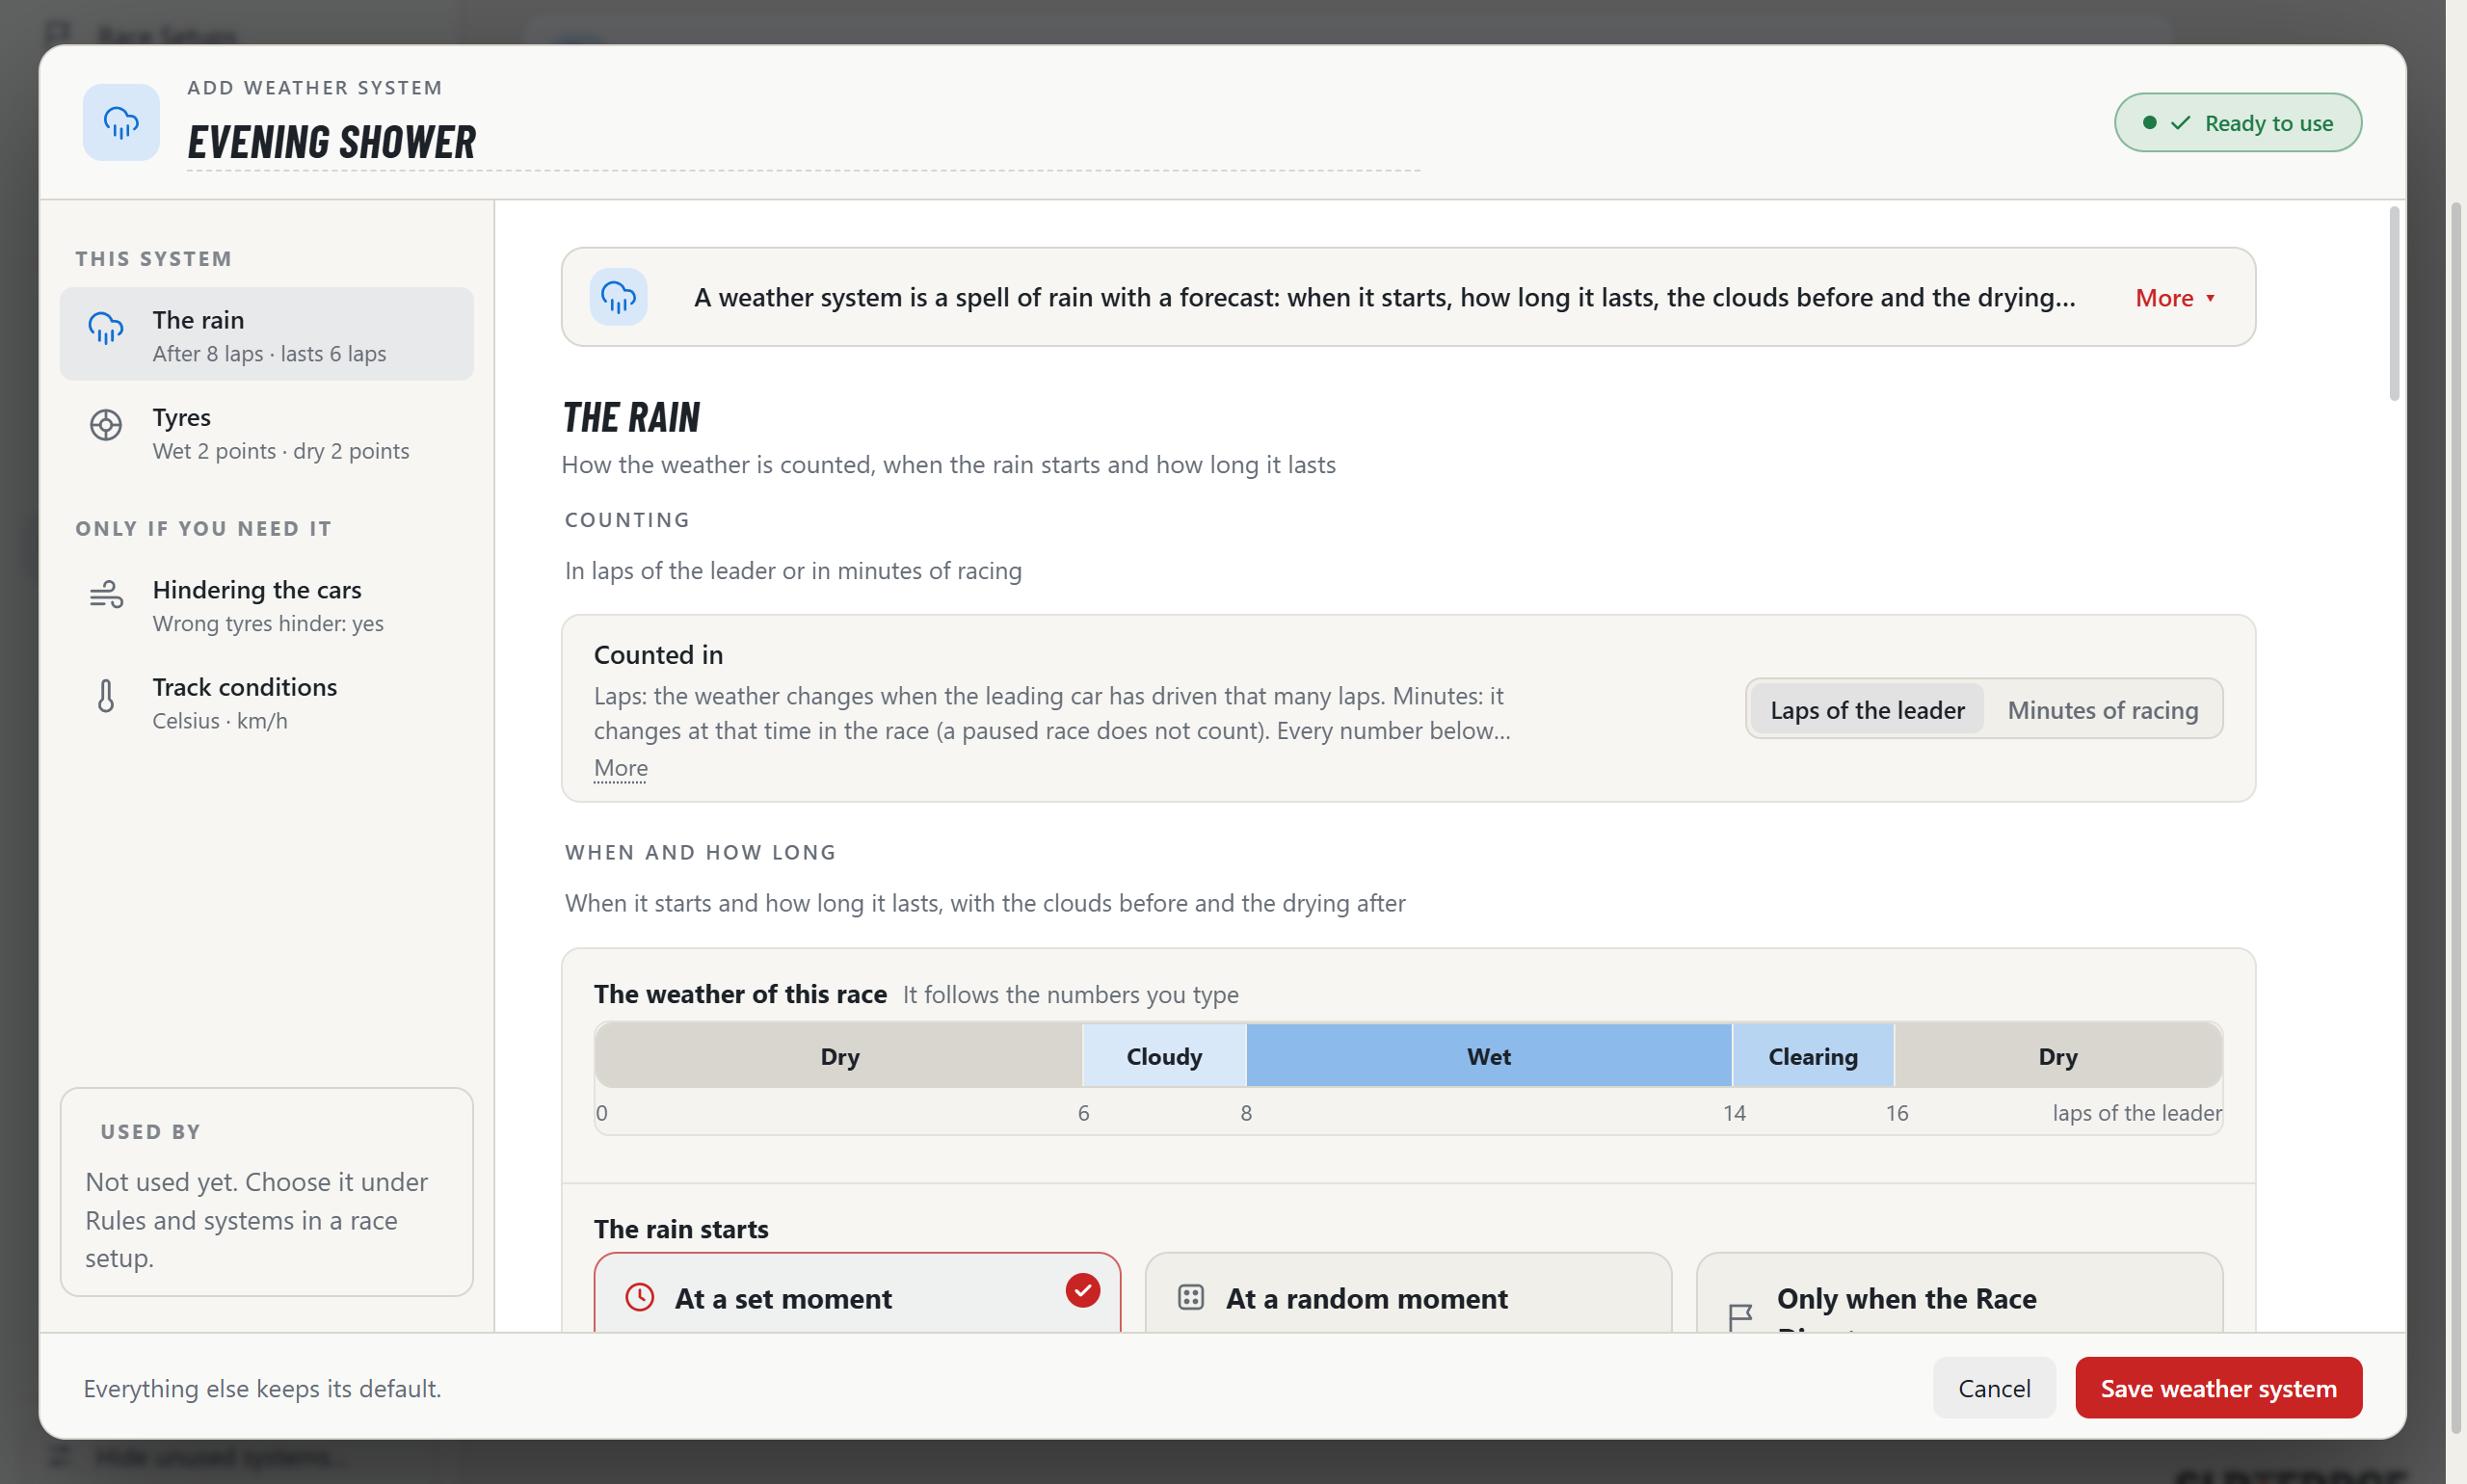 Race Setups
ADD WEATHER SYSTEM
EVENING SHOWER
Ready to use
THIS SYSTEM
The rain
After 8 laps · lasts 6 laps
Tyres
Wet 2 points · dry 2 points
ONLY IF YOU NEED IT
Hindering the cars
Wrong tyres hinder: yes
Track conditions
Celsius · km/h
USED BY
Not used yet. Choose it under
Rules and systems in a race
setup.
A weather system is a spell of rain with a forecast: when it starts, how long it lasts, the clouds before and the drying...
More
THE RAIN
How the weather is counted, when the rain starts and how long it lasts
COUNTING
In laps of the leader or in minutes of racing
Counted in
Laps: the weather changes when the leading car has driven that many laps. Minutes: it
changes at that time in the race (a paused race does not count). Every number below...
More
Laps of the leader
Minutes of racing
WHEN AND HOW LONG
When it starts and how long it lasts, with the clouds before and the drying after
The weather of this race It follows the numbers you type
Dry Cloudy Wet Clearing Dry
0 6 8 14 16 laps of the leader
The rain starts
At a set moment
At a random moment
Only when the Race
Everything else keeps its default.
Cancel
Save weather system
Hide unused systems...